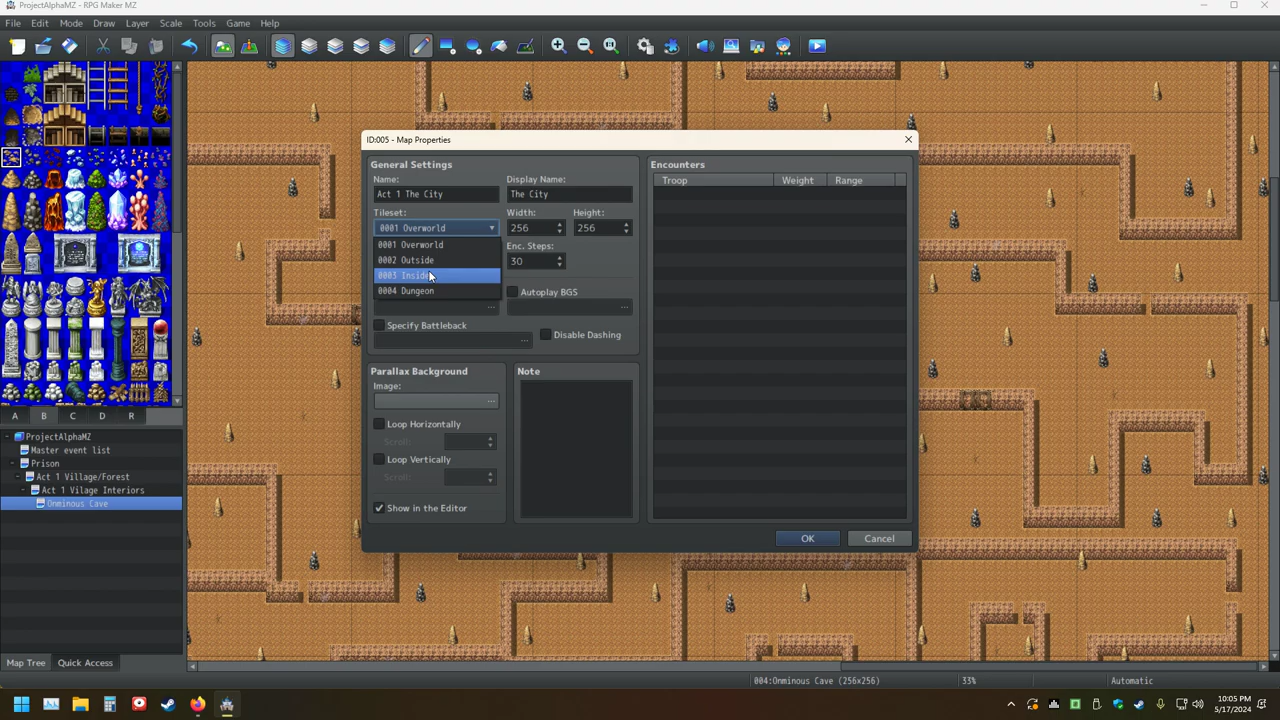 ProjectAlphaMZ - RPG Maker MZ
File Edit Mode Draw Layer Scale Tools Game Help
ID:005 - Map Properties
General Settings
Name: Display Name:
Act 1 The City The City
Tileset: Width: Height:
0001 Overworld 256 256
0001 Overworld
0002 Outside
0003 Inside
0004 Dungeon
Enc. Steps:
30
Autoplay BGS
... ...
Specify Battleback
...
Disable Dashing
Parallax Background
Image:
...
Loop Horizontally
Scroll:
Loop Vertically
Scroll:
Show in the Editor
Note
Encounters
Troop Weight Range
OK Cancel
A B C D R
ProjectAlphaMZ
Master event list
Prison
Act 1 Village/Forest
Act 1 Vilage Interiors
Onminous Cave
Map Tree Quick Access
004:Onminous Cave (256x256) 33% Automatic
10:05 PM
5/17/2024